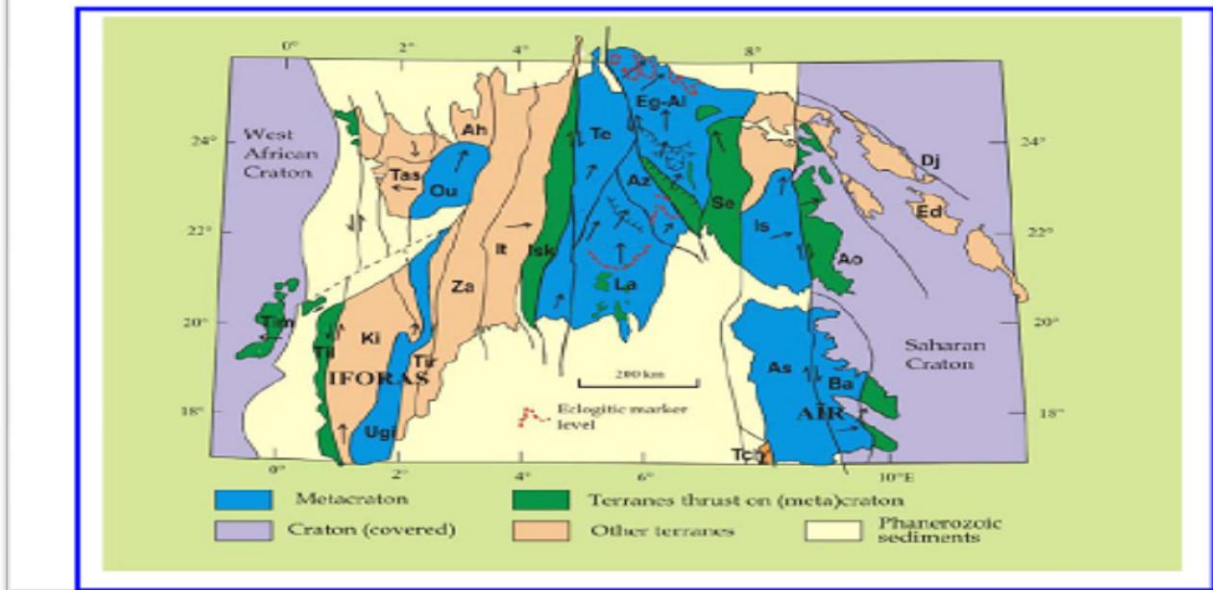 0° 2° 4° 8°
24° 24°
22° 22°
20° 20°
18° 18°
0° 2° 4° 6° 10°E
West
African
Craton
Ah
Tas
Ou
Te
Eg-Al
Az
Se
Is
Dj
Ed
Ao
It
Isk
Za
La
Tim
Til
Ki
Tir
IFORAS
Ugi
200 km
Eclogitic marker
level
As
Ba
AÏR
Tch
Saharan
Craton
Metacraton
Terranes thrust on (meta)craton
Craton (covered)
Other terranes
Phanerozoic
sediments